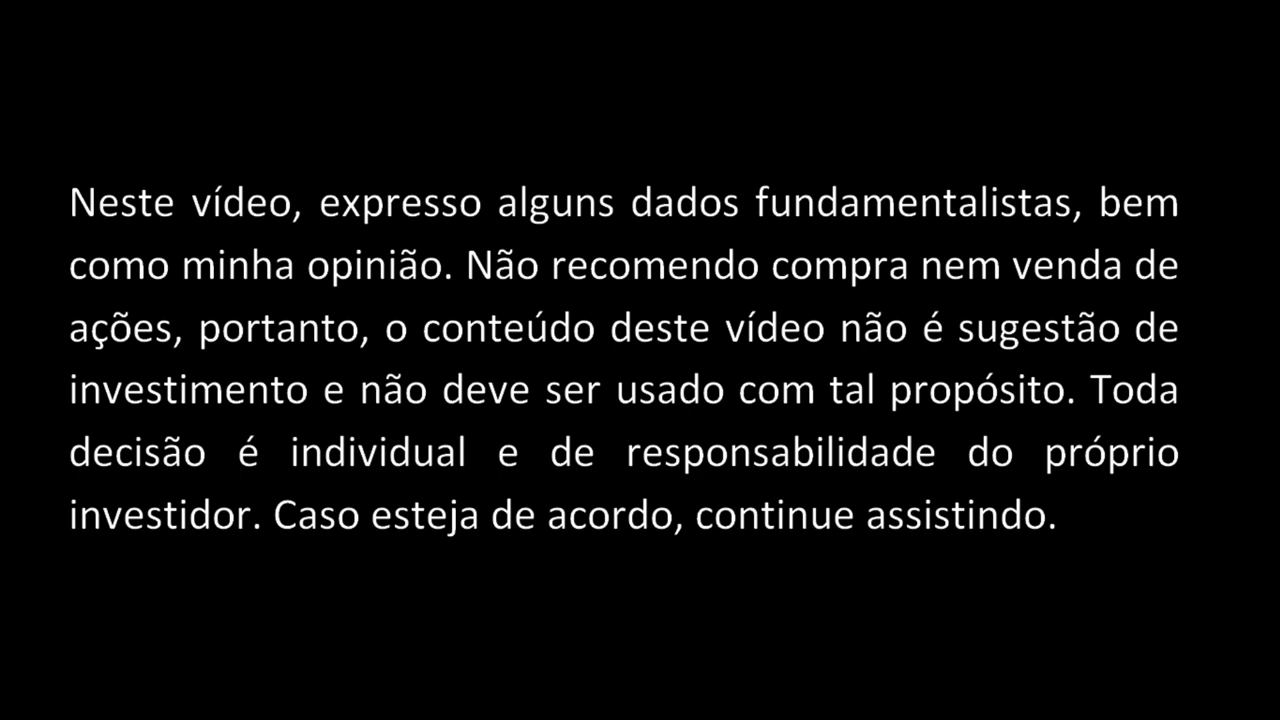 Neste vídeo, expresso alguns dados fundamentalistas, bem
como minha opinião. Não recomendo compra nem venda de
ações, portanto, o conteúdo deste vídeo não é sugestão de
investimento e não deve ser usado com tal propósito. Toda
decisão é individual e de responsabilidade do próprio
investidor. Caso esteja de acordo, continue assistindo.